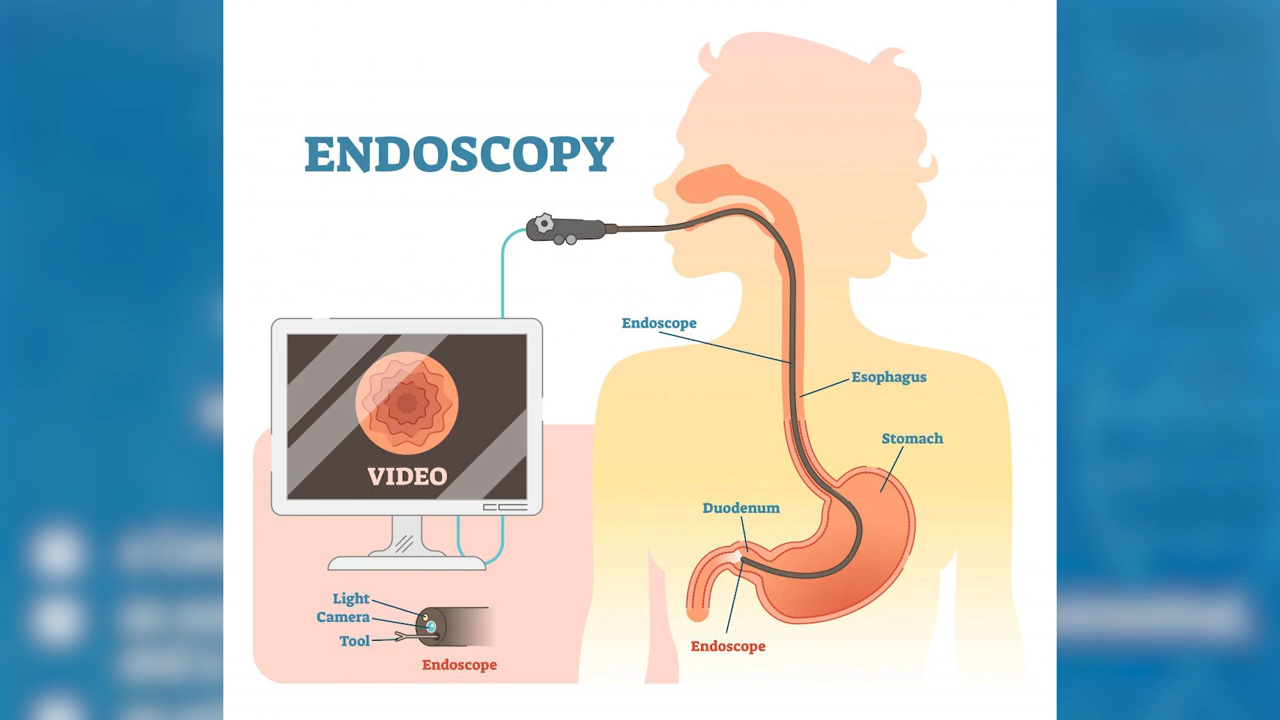 ENDOSCOPY
Endoscope
Esophagus
Stomach
Duodenum
VIDEO
Light
Camera
Tool
Endoscope
Endoscope